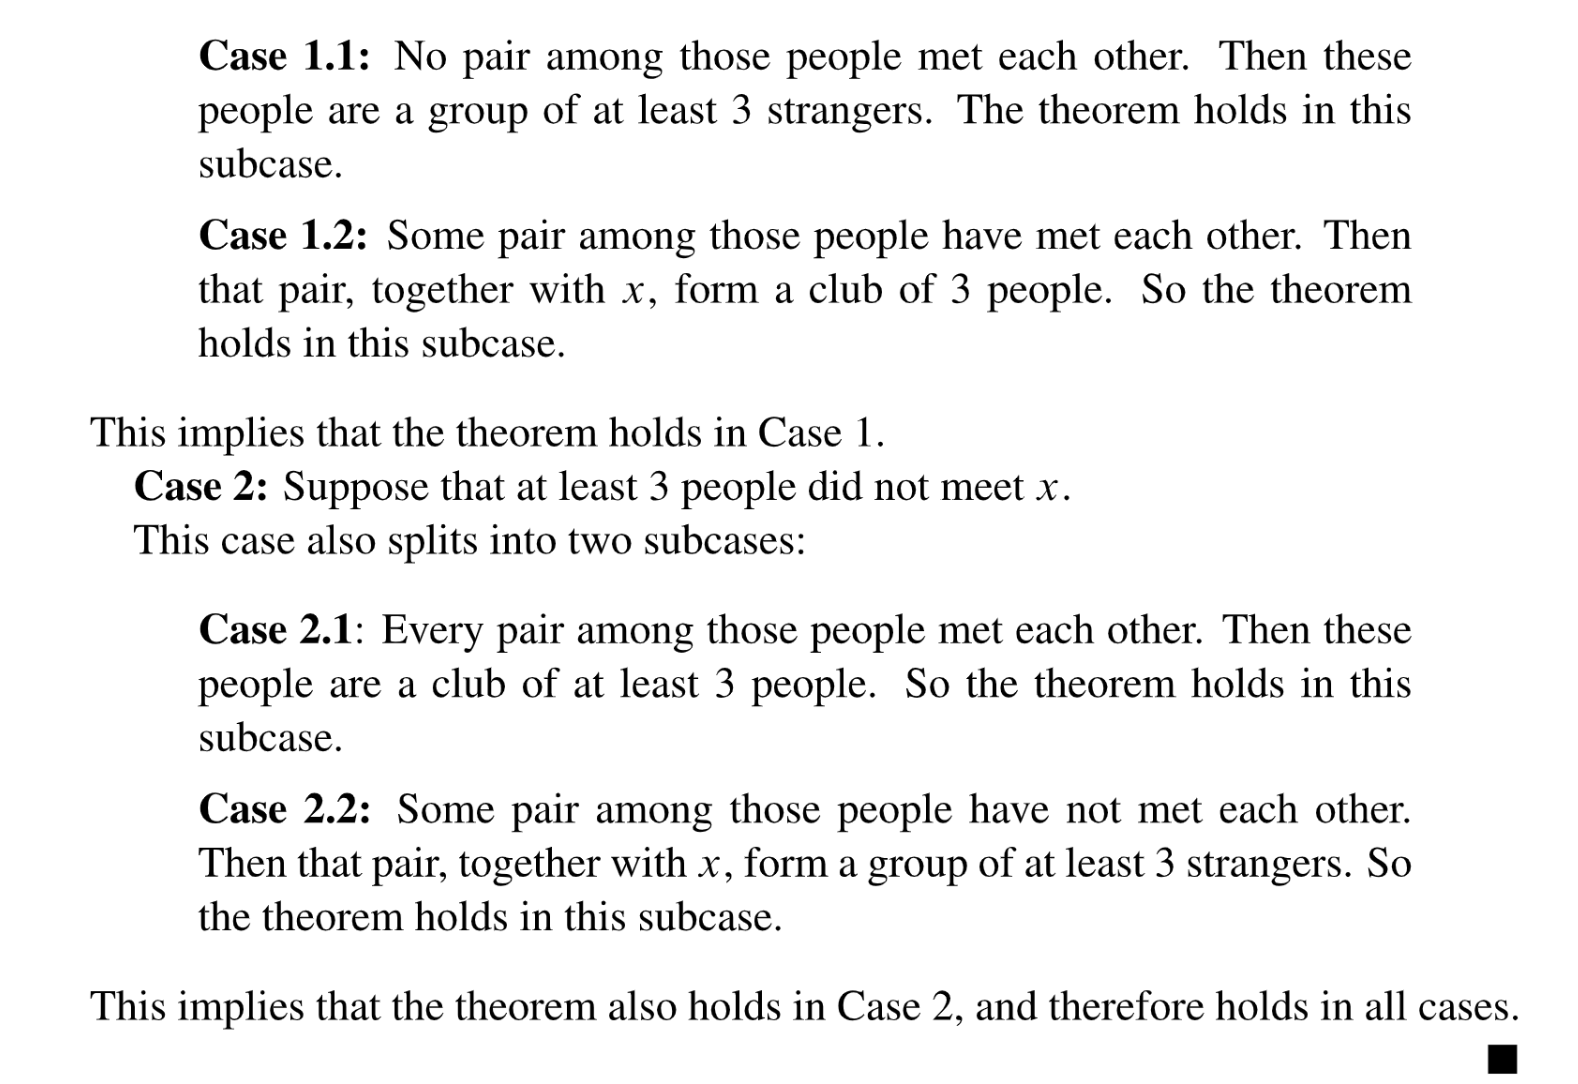 Case 1.1: No pair among those people met each other. Then these
people are a group of at least 3 strangers. The theorem holds in this
subcase.
Case 1.2: Some pair among those people have met each other. Then
that pair, together with x, form a club of 3 people. So the theorem
holds in this subcase.
This implies that the theorem holds in Case 1.
Case 2: Suppose that at least 3 people did not meet x.
This case also splits into two subcases:
Case 2.1: Every pair among those people met each other. Then these
people are a club of at least 3 people. So the theorem holds in this
subcase.
Case 2.2: Some pair among those people have not met each other.
Then that pair, together with x, form a group of at least 3 strangers. So
the theorem holds in this subcase.
This implies that the theorem also holds in Case 2, and therefore holds in all cases.
■